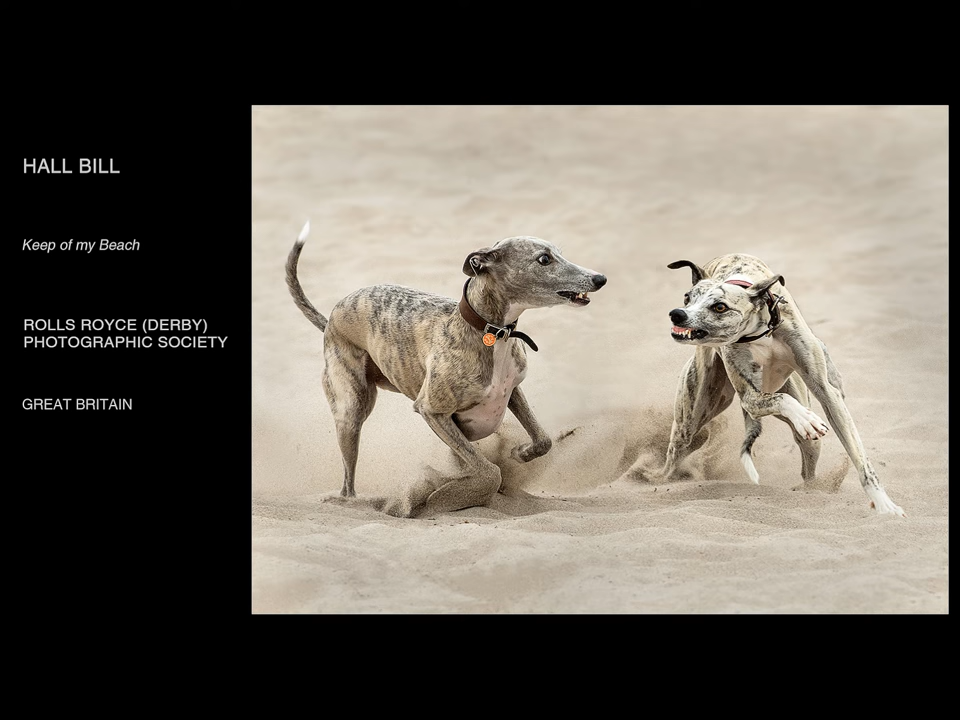 HALL BILL
Keep of my Beach
ROLLS ROYCE (DERBY)
PHOTOGRAPHIC SOCIETY
GREAT BRITAIN